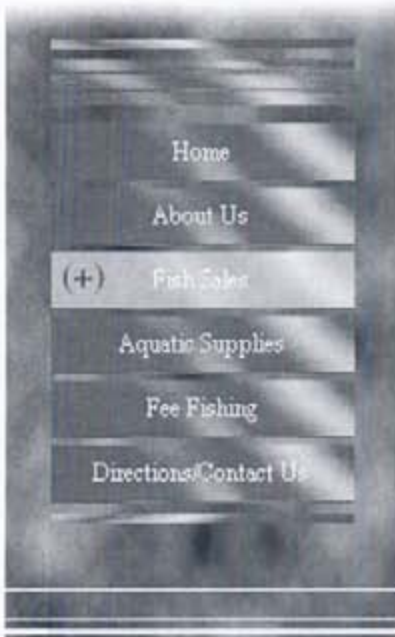 Home
About Us
(+) Fish Sales
Aquatic Supplies
Fee Fishing
Directions/Contact Us